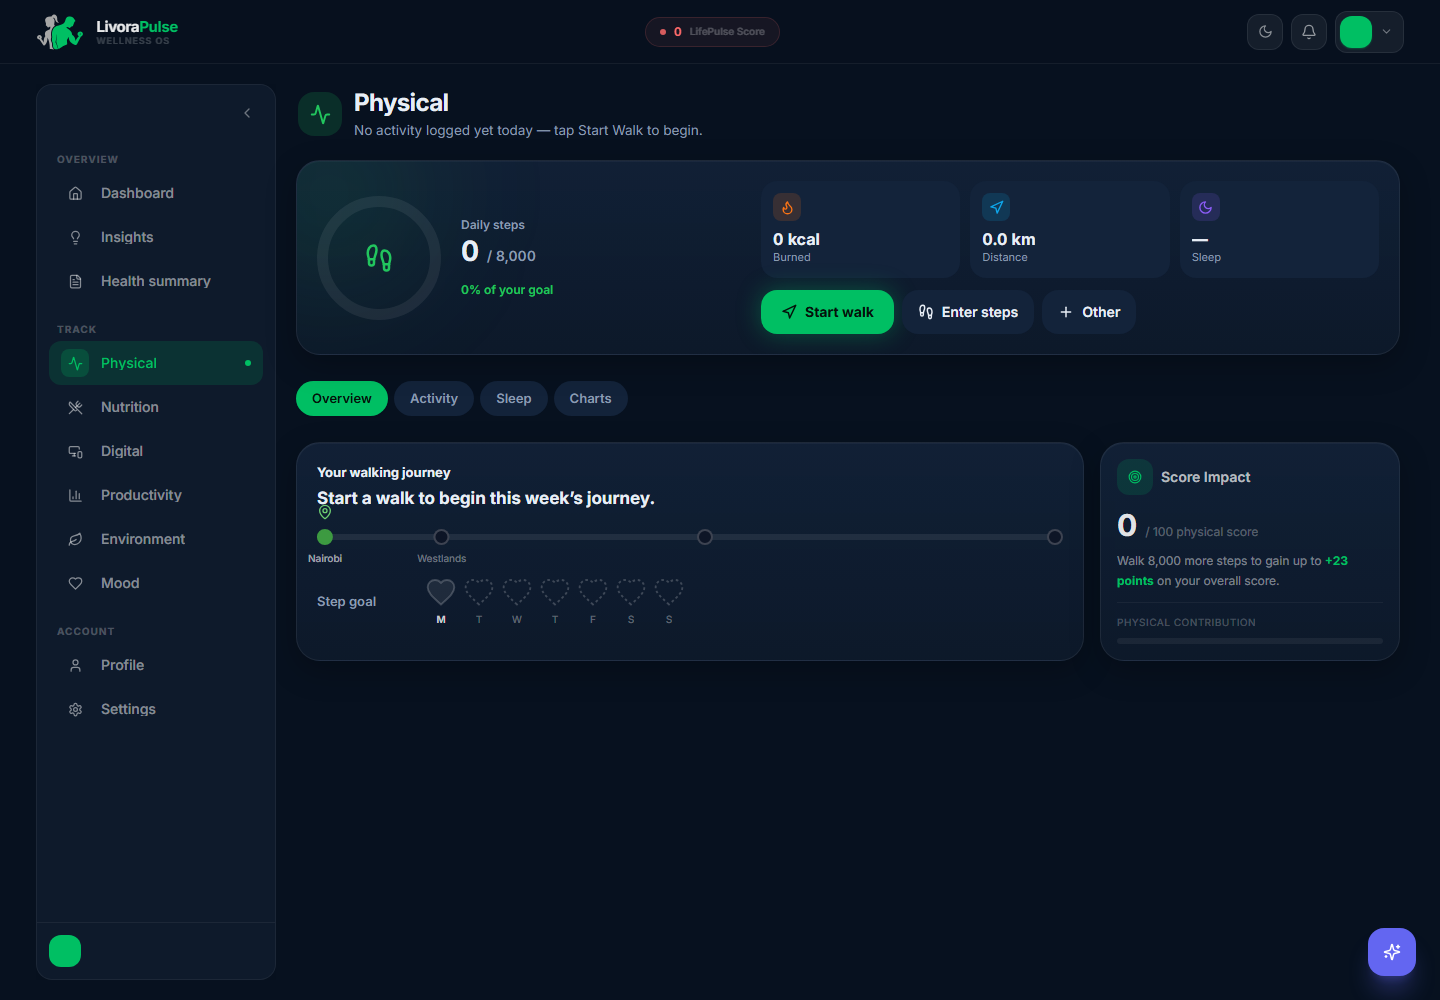 LivoraPulse
WELLNESS OS
0 LifePulse Score
OVERVIEW
Dashboard
Insights
Health summary
TRACK
Physical
Nutrition
Digital
Productivity
Environment
Mood
ACCOUNT
Profile
Settings
Physical
No activity logged yet today — tap Start Walk to begin.
Daily steps
0 / 8,000
0% of your goal
0 kcal
Burned
0.0 km
Distance
—
Sleep
Start walk
Enter steps
Other
Overview
Activity
Sleep
Charts
Your walking journey
Start a walk to begin this week’s journey.
Nairobi
Westlands
Step goal
M T W T F S S
Score Impact
0 / 100 physical score
Walk 8,000 more steps to gain up to +23
points on your overall score.
PHYSICAL CONTRIBUTION